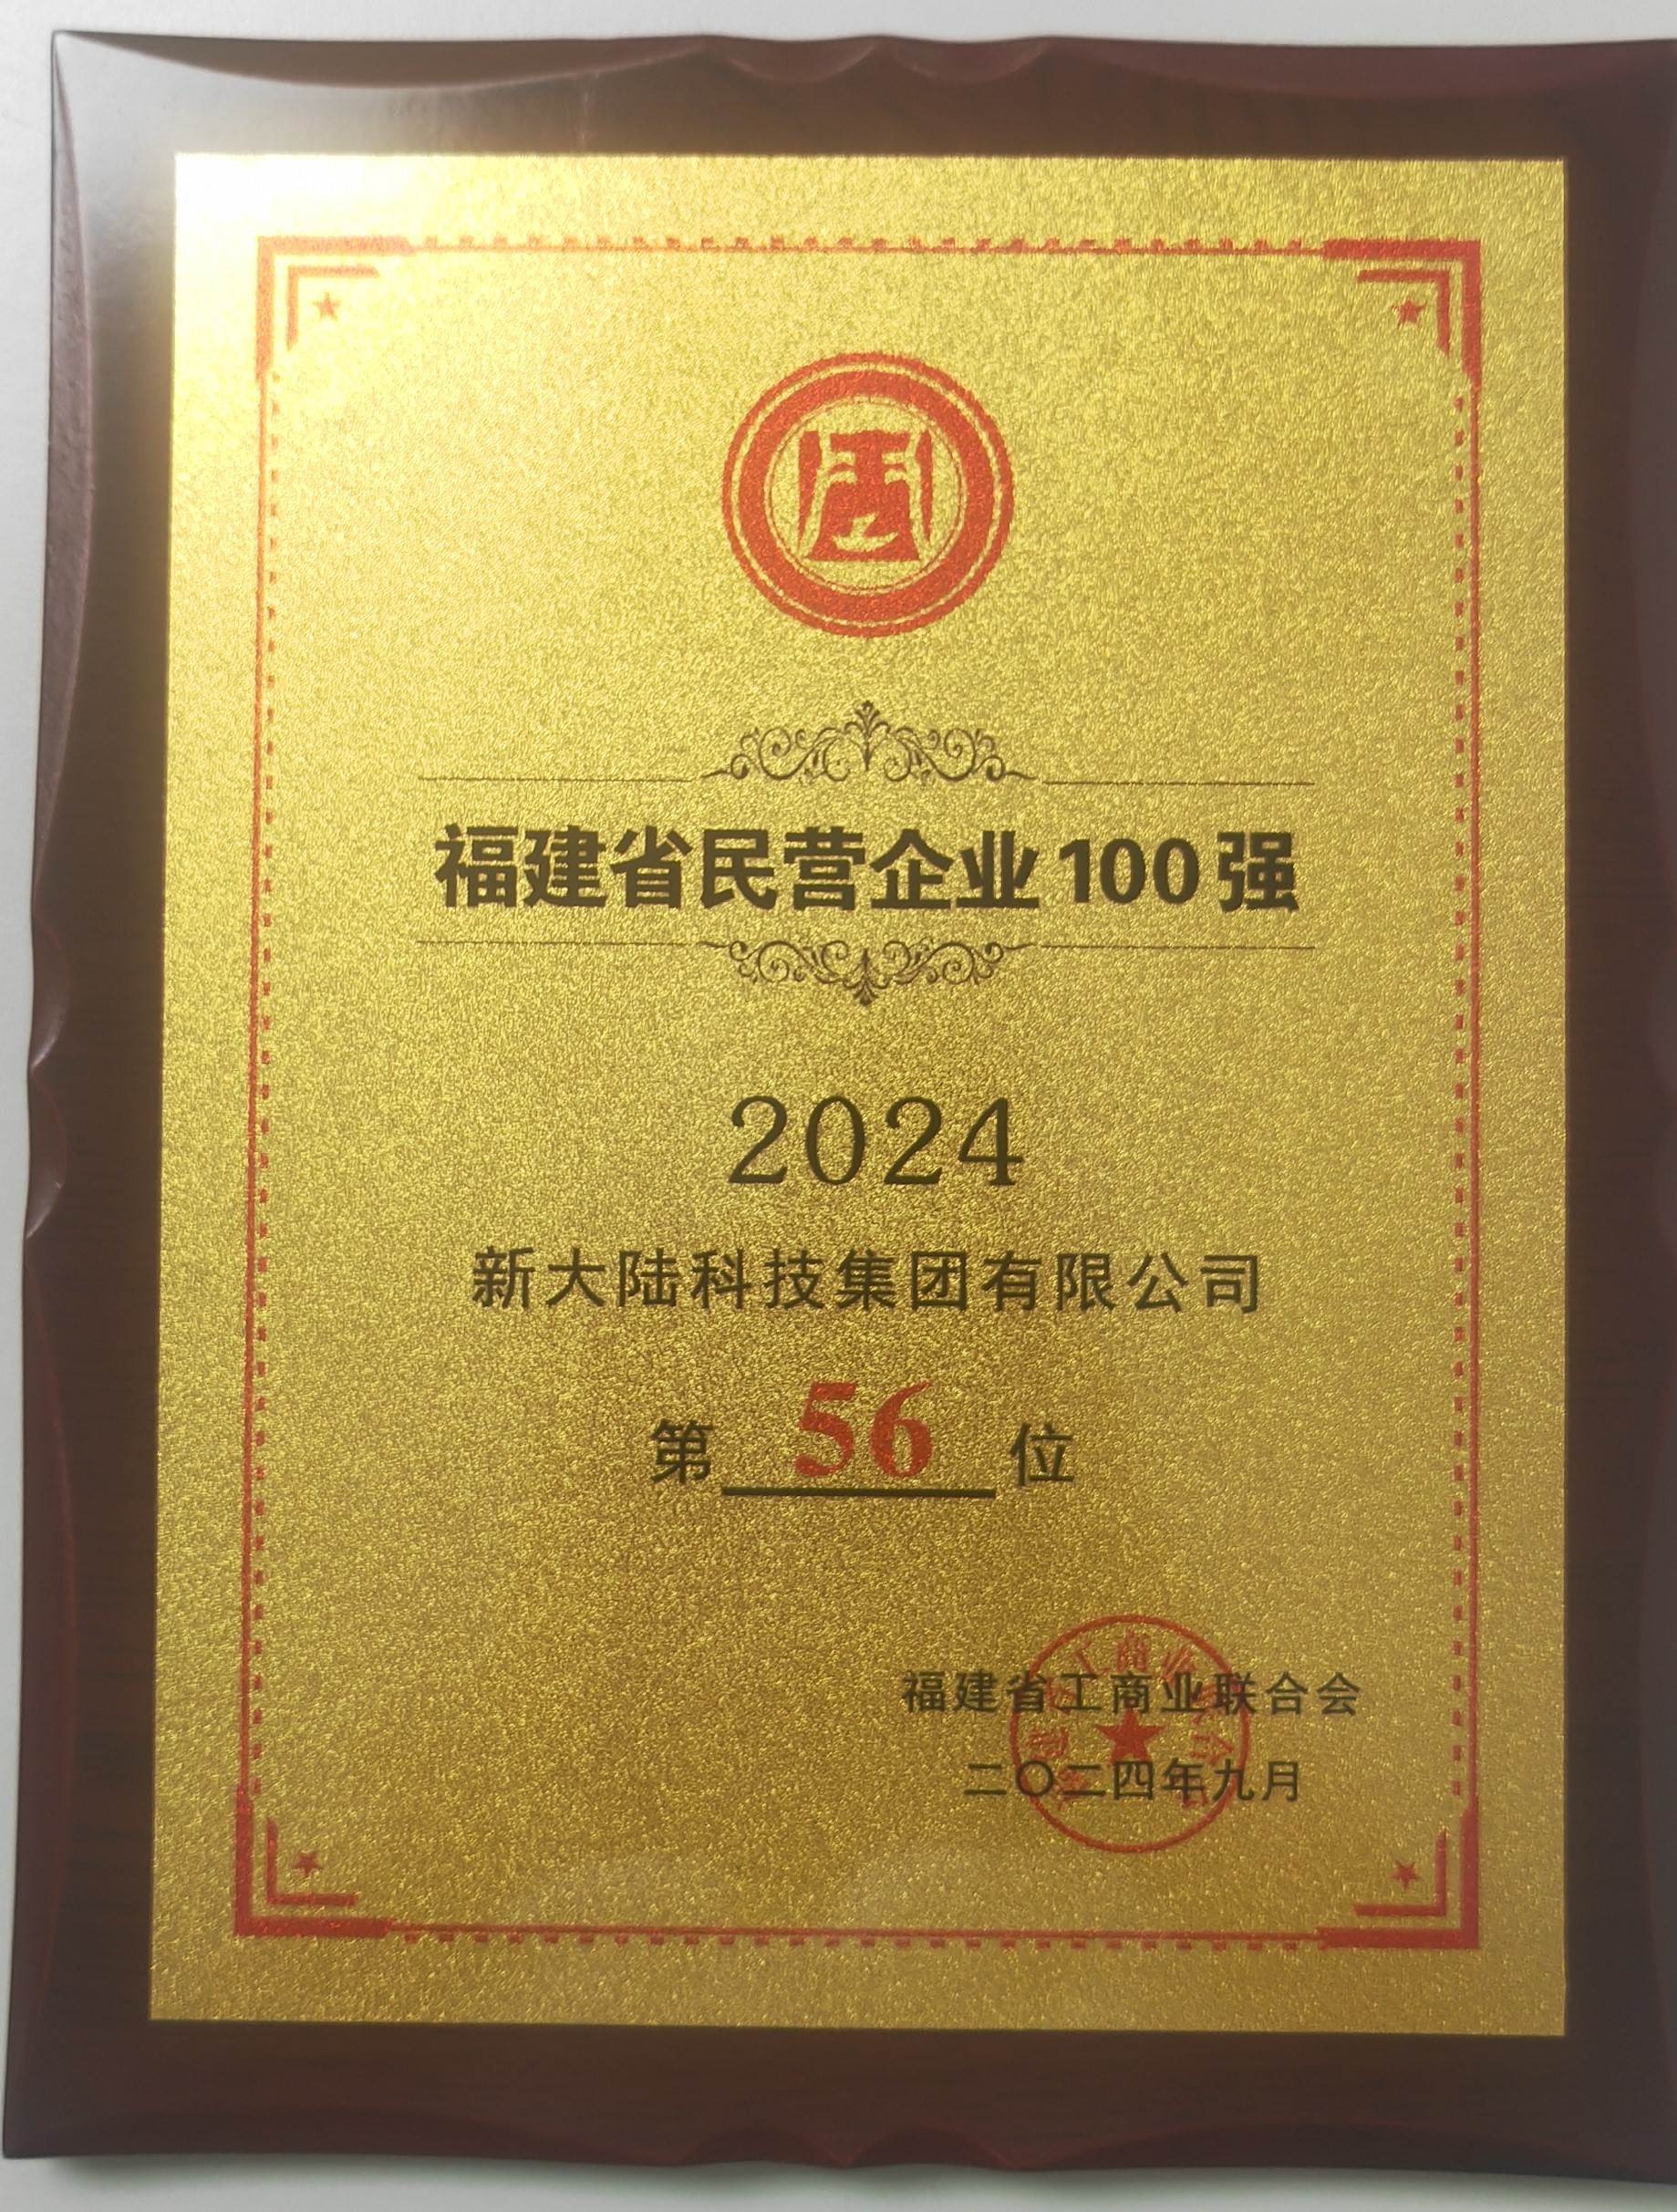 福建省民营企业100强
2024
新大陆科技集团有限公司
第 56 位
福建省工商业联合会
二〇二四年九月